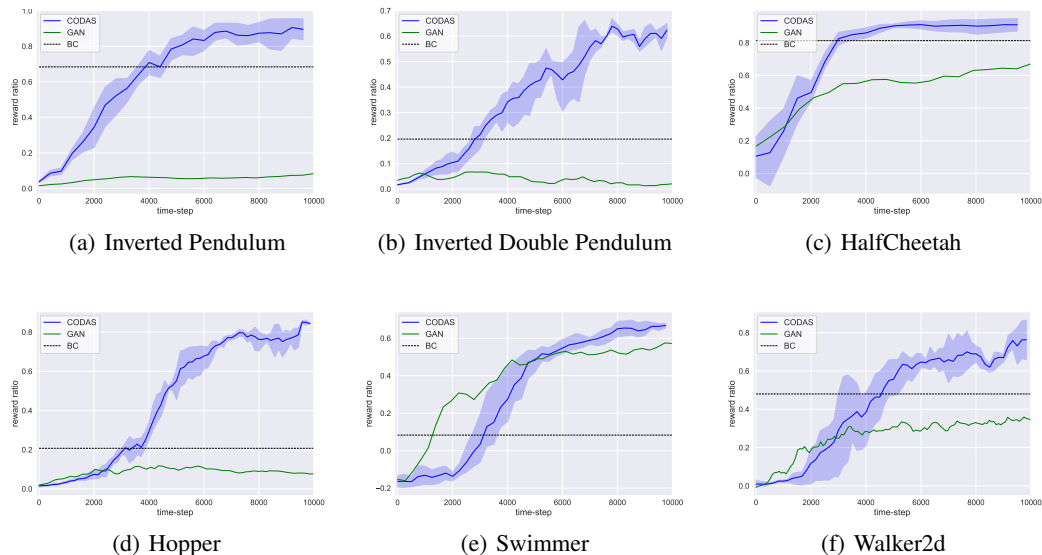 CODAS
GAN
BC
1.0
0.8
0.6
0.4
0.2
0.0
reward ratio
0 2000 4000 6000 8000 10000
time-step
(a) Inverted Pendulum
CODAS
GAN
BC
0.7
0.6
0.5
0.4
0.3
0.2
0.1
0.0
reward ratio
0 2000 4000 6000 8000 10000
time-step
(b) Inverted Double Pendulum
CODAS
GAN
BC
0.8
0.6
0.4
0.2
0.0
reward ratio
0 2000 4000 6000 8000 10000
time-step
(c) HalfCheetah
CODAS
GAN
BC
0.8
0.6
0.4
0.2
0.0
reward ratio
0 2000 4000 6000 8000 10000
time-step
(d) Hopper
CODAS
GAN
BC
0.6
0.4
0.2
0.0
−0.2
reward ratio
0 2000 4000 6000 8000 10000
time-step
(e) Swimmer
CODAS
GAN
BC
0.8
0.6
0.4
0.2
0.0
reward ratio
0 2000 4000 6000 8000 10000
time-step
(f) Walker2d